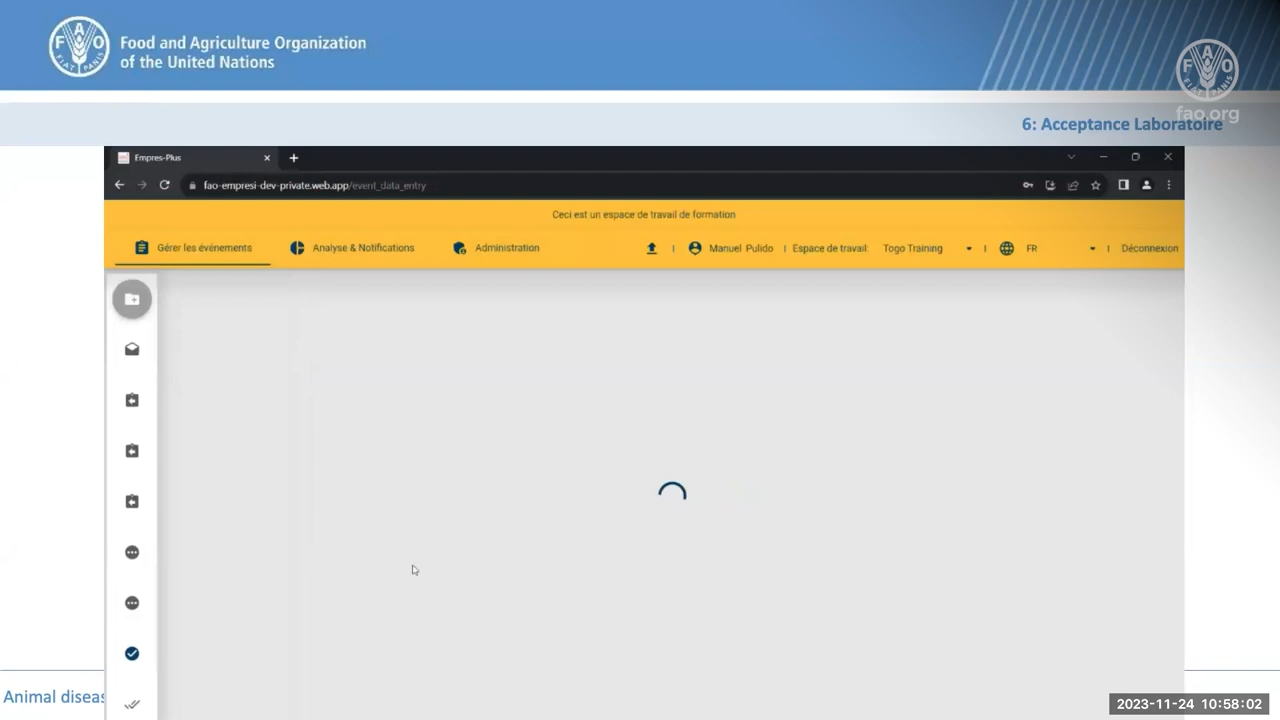 Food and Agriculture Organization
of the United Nations
FAO
FIAT PANIS
fao.org
6: Acceptance Laboratoire
Empres-Plus
fao-empresi-dev-private.web.app/event_data_entry
Ceci est un espace de travail de formation
Gérer les événements
Analyse & Notifications
Administration
Manuel Pulido
Espace de travail:
Togo Training
FR
Déconnexion
Animal diseas
2023-11-24 10:58:02